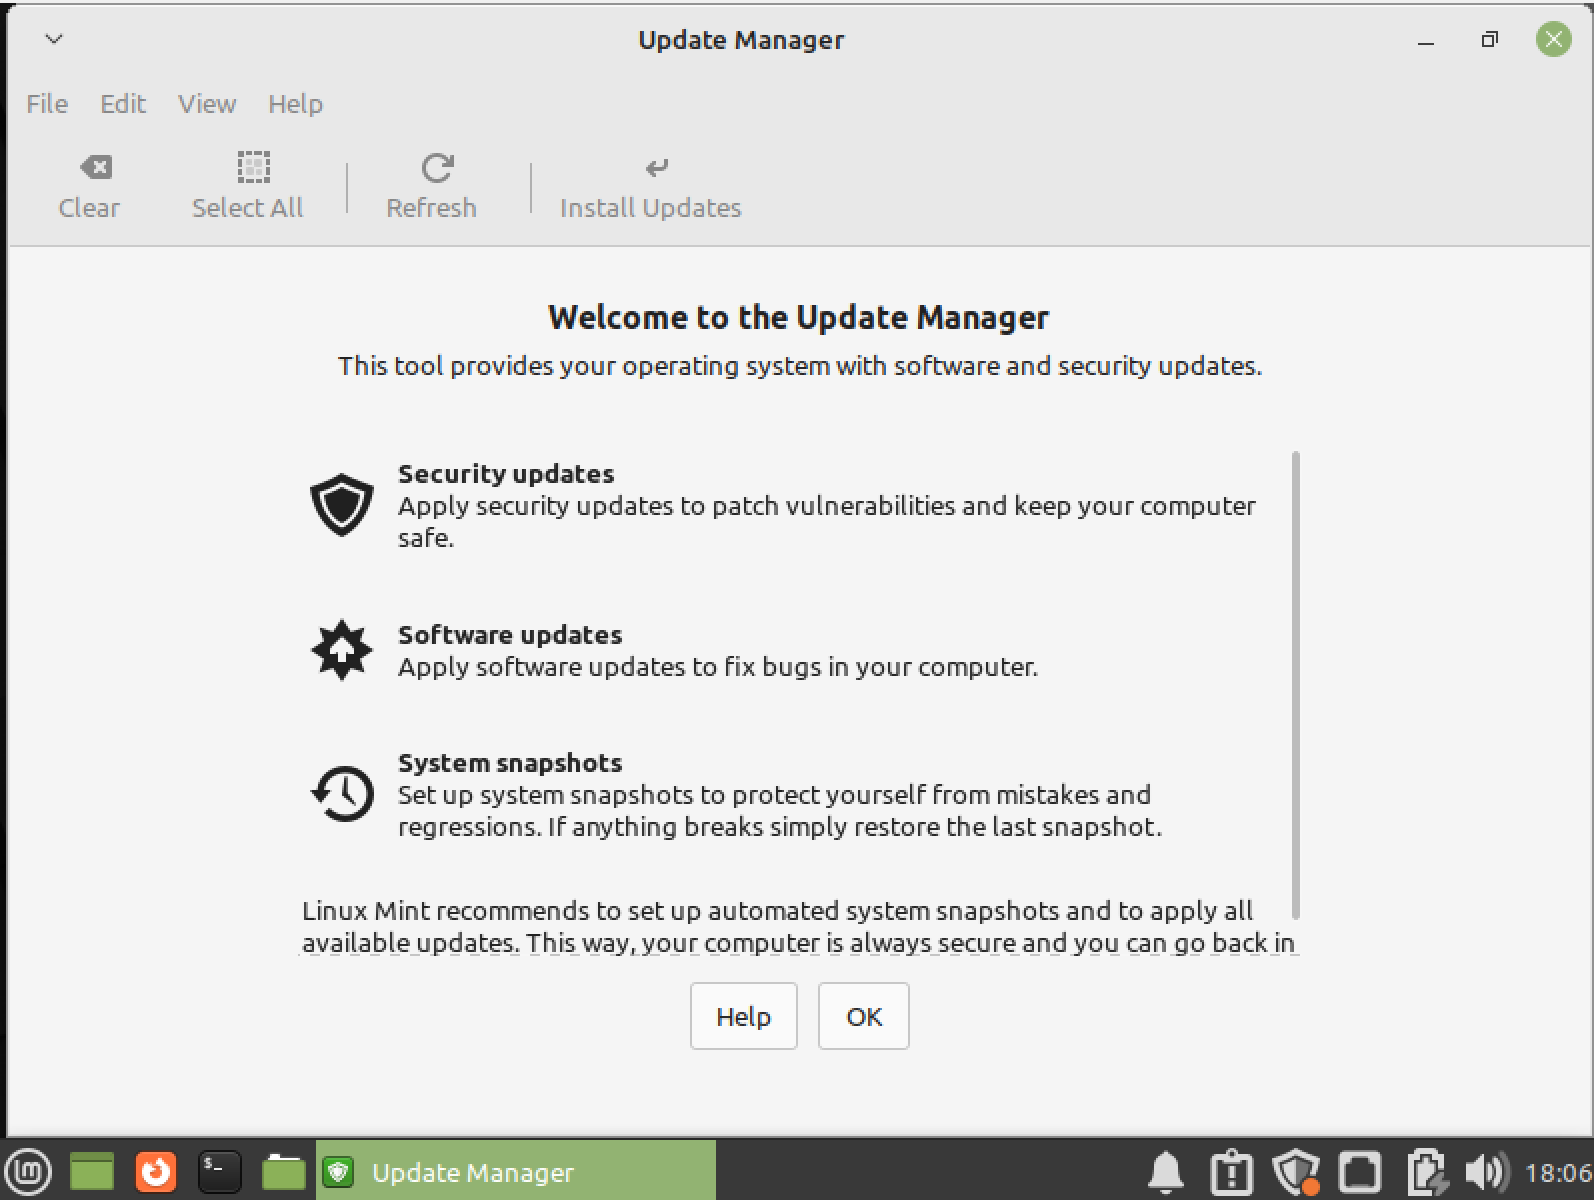 Update Manager
File Edit View Help
Clear Select All Refresh Install Updates
Welcome to the Update Manager
This tool provides your operating system with software and security updates.
Security updates
Apply security updates to patch vulnerabilities and keep your computer
safe.
Software updates
Apply software updates to fix bugs in your computer.
System snapshots
Set up system snapshots to protect yourself from mistakes and
regressions. If anything breaks simply restore the last snapshot.
Linux Mint recommends to set up automated system snapshots and to apply all
available updates. This way, your computer is always secure and you can go back in
Help OK
lm $_ Update Manager 18:06